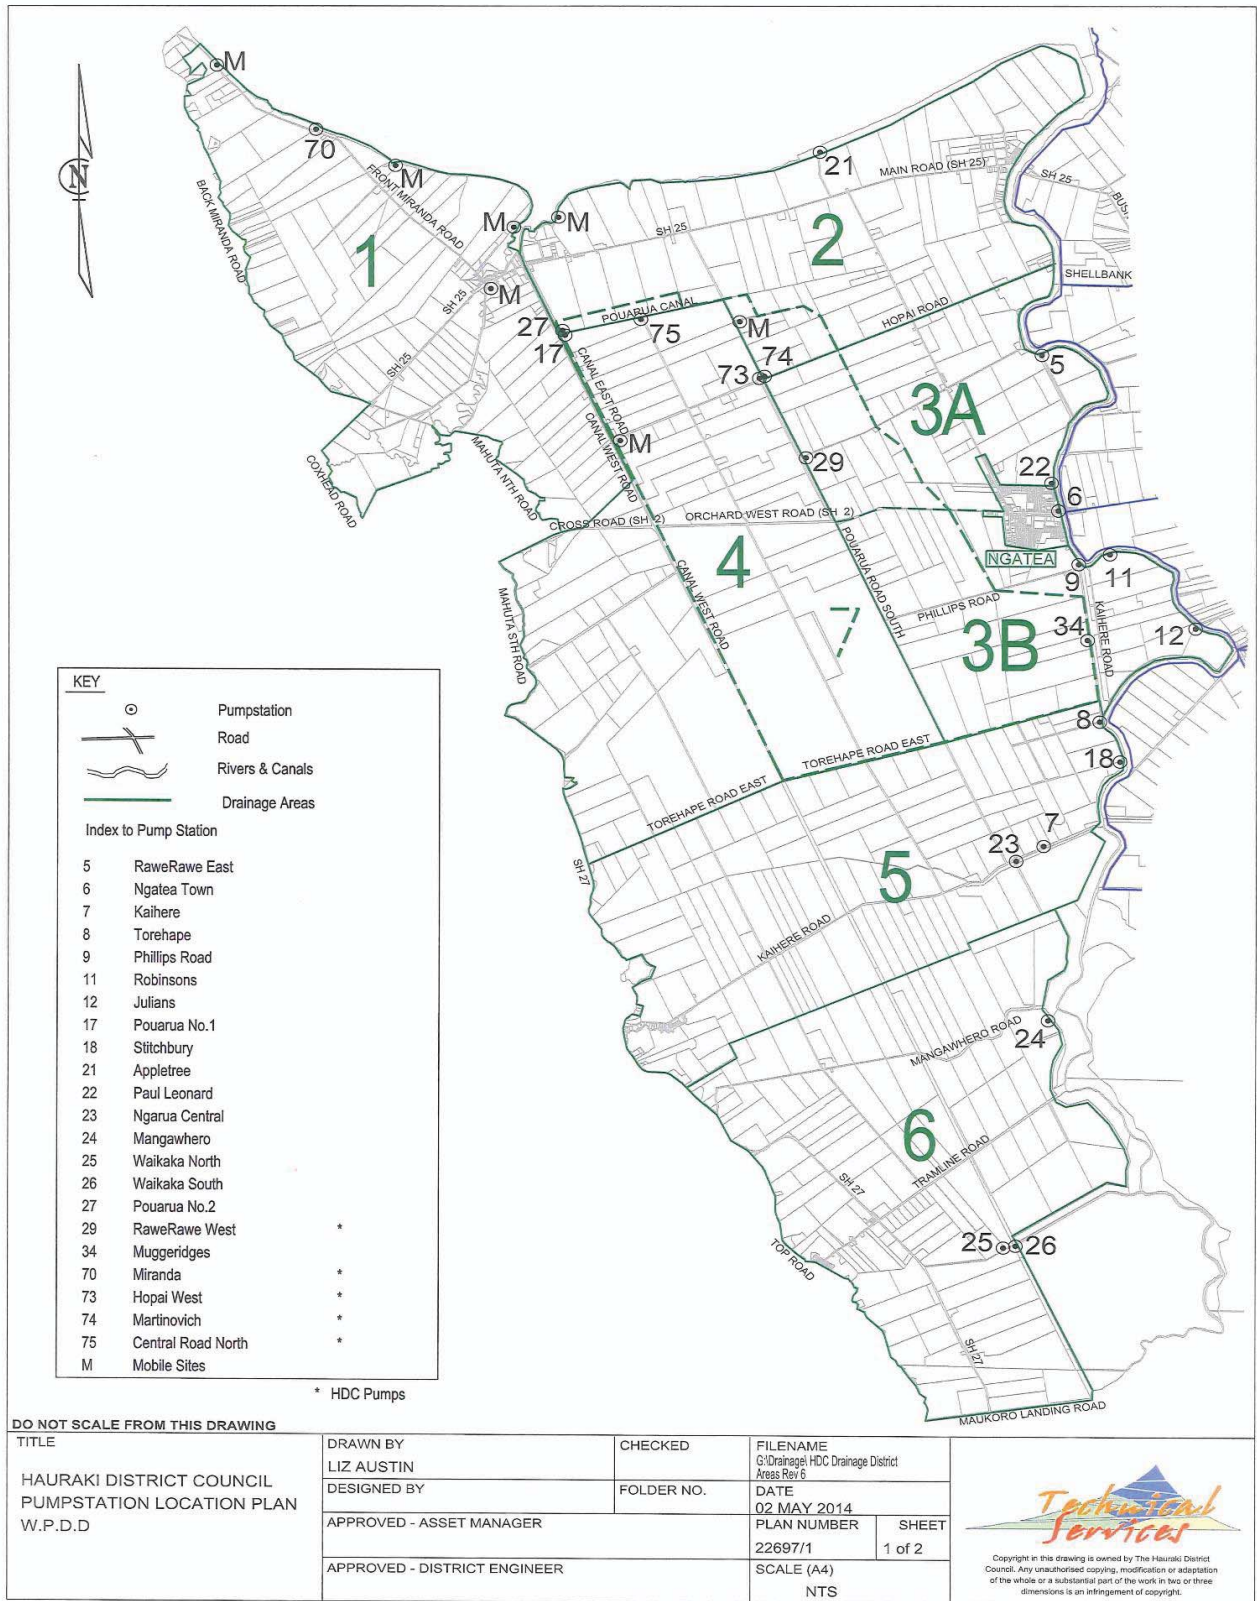 M
70
M
FRONT MIRANDA ROAD
BACK MIRANDA ROAD
N
1
M
M
21
MAIN ROAD (SH 25)
SH 25
BUSH
2
SH 25
SHELLBANK
M
SH 25
POUARUA CANAL
HOPAI ROAD
27
17
75
M
74
73
5
SH 25
CANAL EAST ROAD
CANAL WEST ROAD
M
3A
29
22
6
COXHEAD ROAD
MAHUTA NTH ROAD
CROSS ROAD (SH 2)
ORCHARD WEST ROAD (SH 2)
NGATEA
4
7
POUARUA ROAD SOUTH
CANAL WEST ROAD
9
11
PHILLIPS ROAD
3B
34
KAIHERE ROAD
12
MAHUTA STH ROAD
8
TOREHAPE ROAD EAST
18
TOREHAPE ROAD EAST
7
23
5
SH 27
KAIHERE ROAD
24
MANGAWHERO ROAD
6
TRAMLINE ROAD
SH 27
TOP ROAD
25
26
SH 27
MAUKORO LANDING ROAD
KEY
Pumpstation
Road
Rivers & Canals
Drainage Areas
Index to Pump Station
5 RaweRawe East
6 Ngatea Town
7 Kaihere
8 Torehape
9 Phillips Road
11 Robinsons
12 Julians
17 Pouarua No.1
18 Stitchbury
21 Appletree
22 Paul Leonard
23 Ngarua Central
24 Mangawhero
25 Waikaka North
26 Waikaka South
27 Pouarua No.2
29 RaweRawe West *
34 Muggeridges
70 Miranda *
73 Hopai West *
74 Martinovich *
75 Central Road North *
M Mobile Sites
* HDC Pumps
DO NOT SCALE FROM THIS DRAWING
TITLE
HAURAKI DISTRICT COUNCIL
PUMPSTATION LOCATION PLAN
W.P.D.D
DRAWN BY
LIZ AUSTIN
CHECKED
DESIGNED BY
FOLDER NO.
APPROVED - ASSET MANAGER
APPROVED - DISTRICT ENGINEER
FILENAME
G:\Drainage\ HDC Drainage District
Areas Rev 6
DATE
02 MAY 2014
PLAN NUMBER
22697/1
SHEET
1 of 2
SCALE (A4)
NTS
Technical
Services
Copyright in this drawing is owned by The Hauraki District
Council. Any unauthorised copying, modification or adaptation
of the whole or a substantial part of the work in two or three
dimensions is an infringement of copyright.